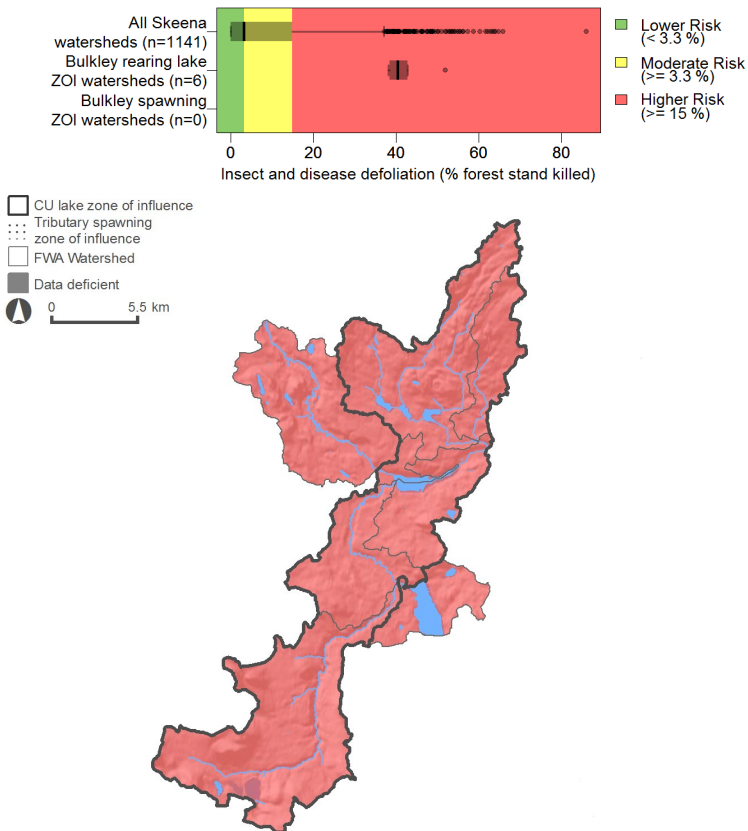 All Skeena
watersheds (n=1141)
Bulkley rearing lake
ZOI watersheds (n=6)
Bulkley spawning
ZOI watersheds (n=0)
0 20 40 60 80
Insect and disease defoliation (% forest stand killed)
Lower Risk
(< 3.3 %)
Moderate Risk
(>= 3.3 %)
Higher Risk
(>= 15 %)
CU lake zone of influence
Tributary spawning
zone of influence
FWA Watershed
Data deficient
0 5.5 km